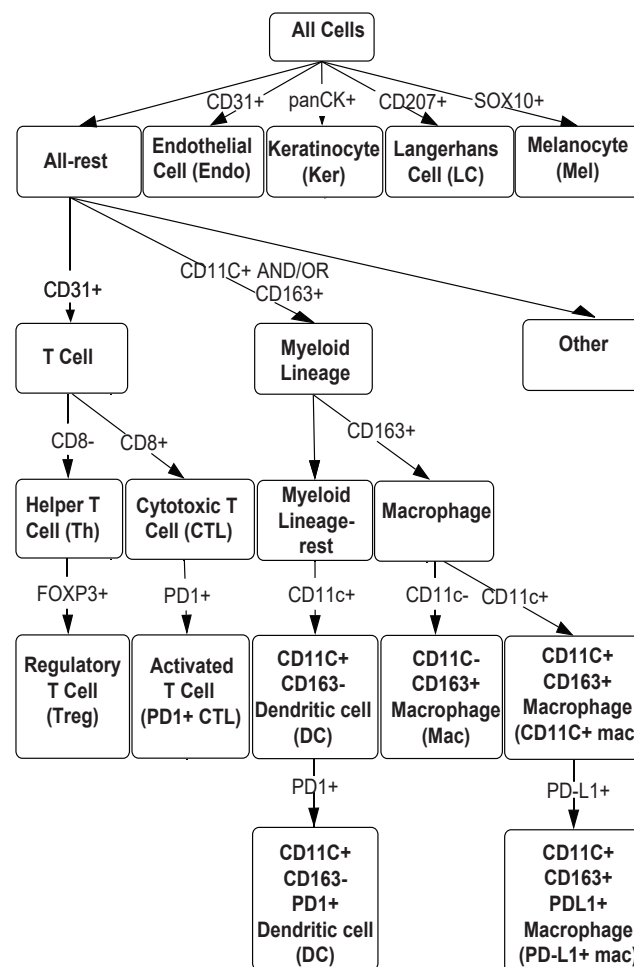 All Cells
CD31+
panCK+
CD207+
SOX10+
All-rest
Endothelial
Cell (Endo)
Keratinocyte
(Ker)
Langerhans
Cell (LC)
Melanocyte
(Mel)
CD31+
CD11C+ AND/OR
CD163+
T Cell
Myeloid
Lineage
Other
CD8-
CD8+
CD163+
Helper T
Cell (Th)
Cytotoxic T
Cell (CTL)
Myeloid
Lineage-
rest
Macrophage
FOXP3+
PD1+
CD11c+
CD11c-
CD11c+
Regulatory
T Cell
(Treg)
Activated
T Cell
(PD1+ CTL)
CD11C+
CD163-
Dendritic cell
(DC)
CD11C-
CD163+
Macrophage
(Mac)
CD11C+
CD163+
Macrophage
(CD11C+ mac)
PD1+
PD-L1+
CD11C+
CD163-
PD1+
Dendritic cell
(DC)
CD11C+
CD163+
PDL1+
Macrophage
(PD-L1+ mac)